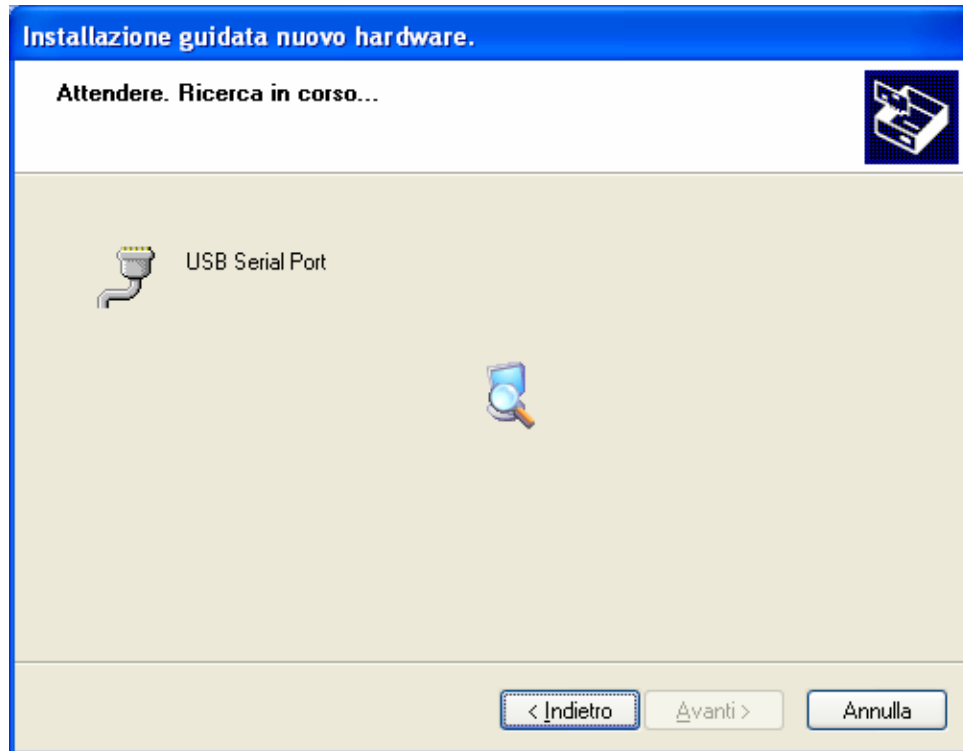 Installazione guidata nuovo hardware.
Attendere. Ricerca in corso...
USB Serial Port
< Indietro
Avanti >
Annulla